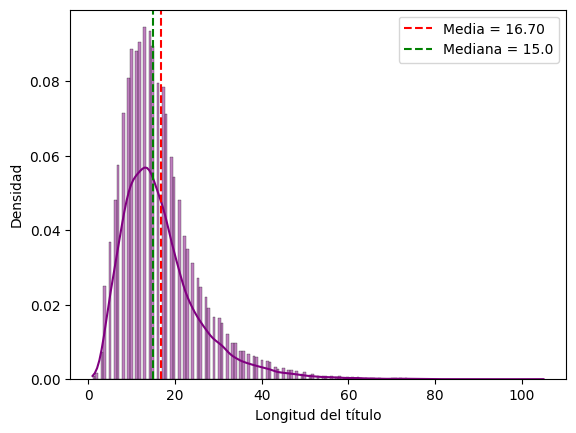 Media = 16.70
Mediana = 15.0
Densidad
0.08
0.06
0.04
0.02
0.00
0 20 40 60 80 100
Longitud del título